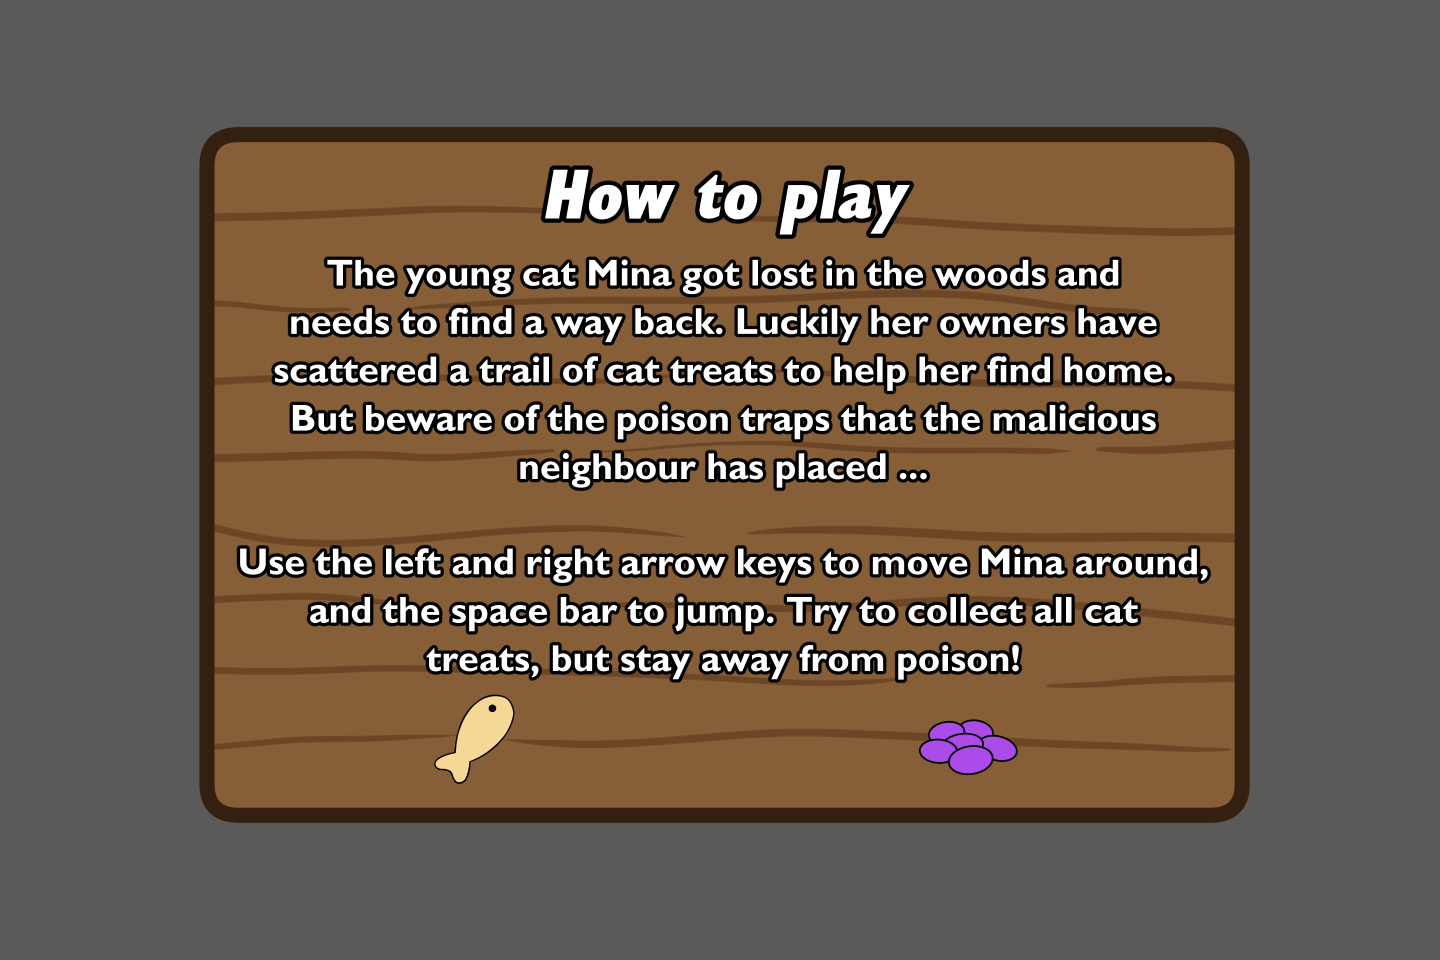 How to play
The young cat Mina got lost in the woods and
needs to find a way back. Luckily her owners have
scattered a trail of cat treats to help her find home.
But beware of the poison traps that the malicious
neighbour has placed ...
Use the left and right arrow keys to move Mina around,
and the space bar to jump. Try to collect all cat
treats, but stay away from poison!